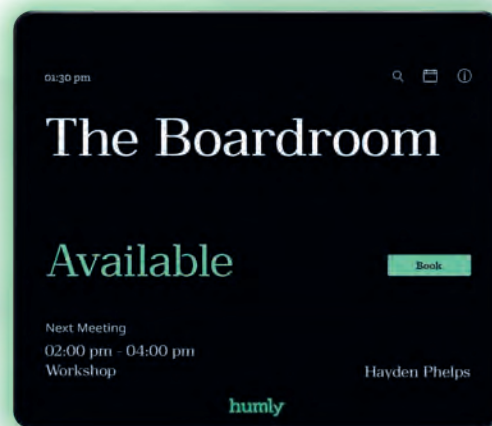 01:30 pm
The Boardroom
Available
Book
Next Meeting
02:00 pm - 04:00 pm
Workshop
Hayden Phelps
humly